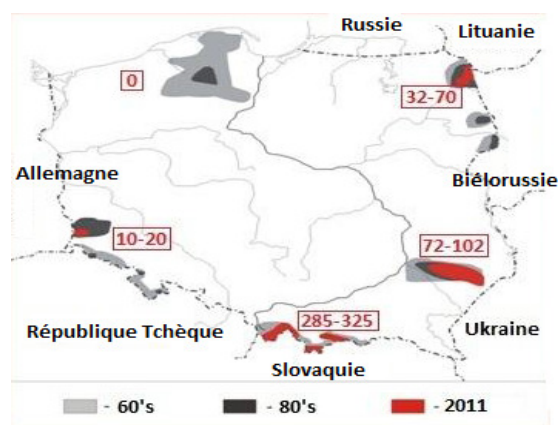 Russie
Lituanie
0
32-70
Allemagne
Biélorussie
10-20
72-102
République Tchèque
285-325
Ukraine
Slovaquie
- 60's
- 80's
- 2011